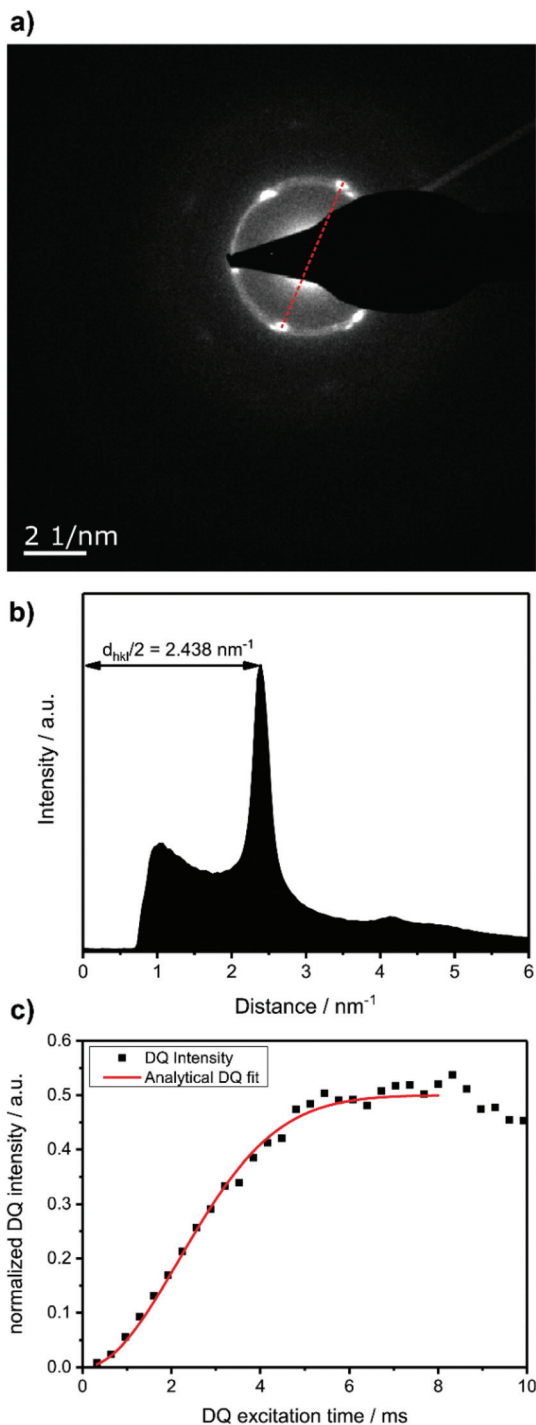 a)
2 1/nm
b)
d_hkl/2 = 2.438 nm⁻¹
Intensity / a.u.
0 1 2 3 4 5 6
Distance / nm⁻¹
c)
0.6
DQ Intensity
Analytical DQ fit
0.5
0.4
0.3
0.2
0.1
0.0
normalized DQ intensity / a.u.
0 2 4 6 8 10
DQ excitation time / ms